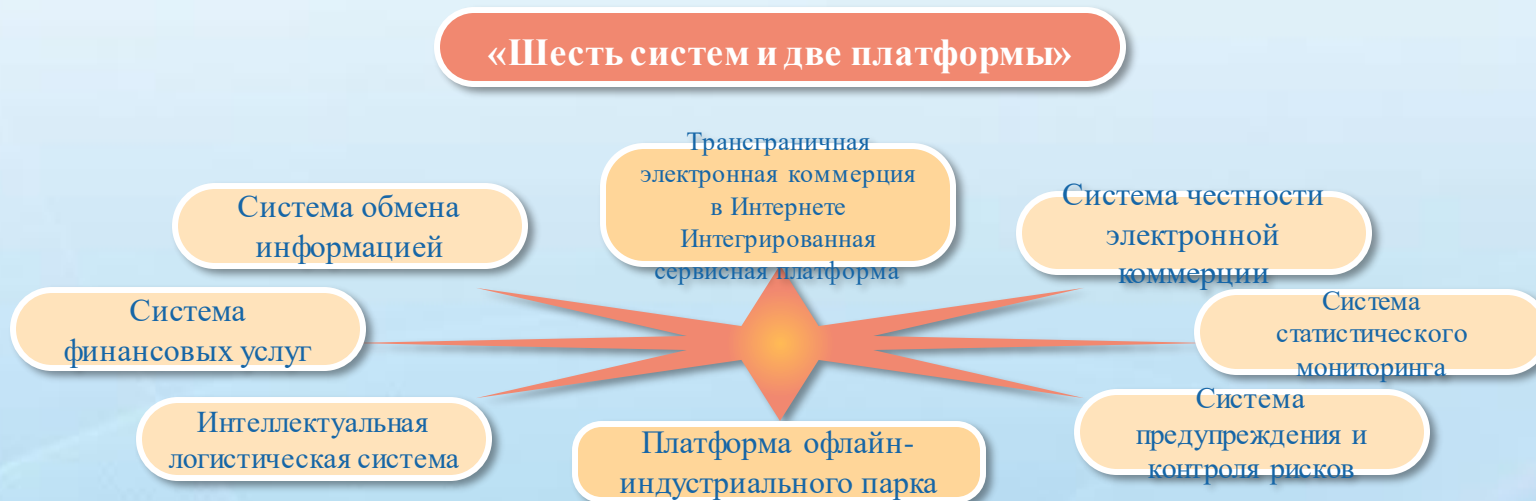 «Шесть систем и две платформы»
Трансграничная
электронная коммерция
в Интернете
Интегрированная
сервисная платформа
Система обмена
информацией
Система честности
электронной
коммерции
Система
финансовых услуг
Система
статистического
мониторинга
Интеллектуальная
логистическая система
Платформа офлайн-
индустриального парка
Система
предупреждения и
контроля рисков